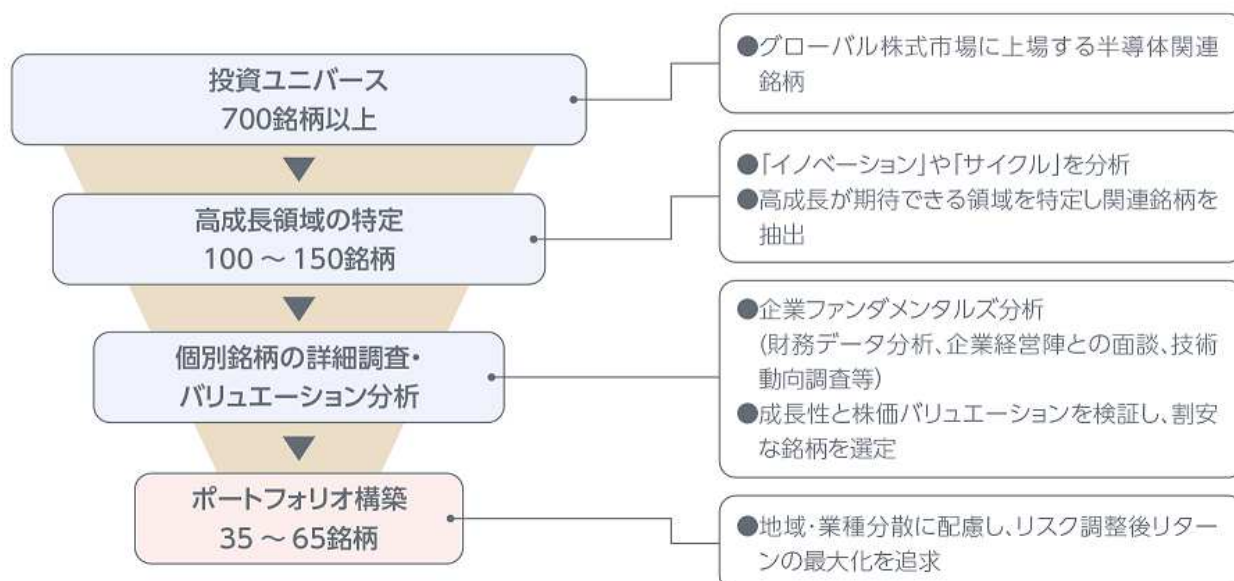 投資ユニバース
700銘柄以上
●グローバル株式市場に上場する半導体関連
銘柄
高成長領域の特定
100 ～ 150銘柄
●「イノベーション」や「サイクル」を分析
●高成長が期待できる領域を特定し関連銘柄を
抽出
個別銘柄の詳細調査・
バリュエーション分析
●企業ファンダメンタルズ分析
(財務データ分析、企業経営陣との面談、技術
動向調査等)
●成長性と株価バリュエーションを検証し、割安
な銘柄を選定
ポートフォリオ構築
35 ～ 65銘柄
●地域・業種分散に配慮し、リスク調整後リター
ンの最大化を追求